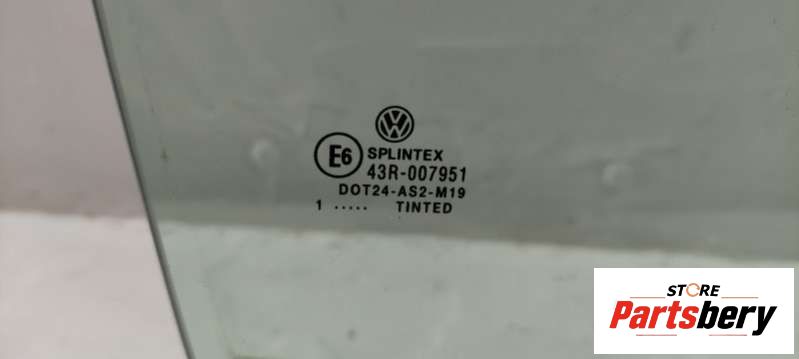 E6 SPLINTEX
43R-007951
DOT24-AS2-M19
1 ..... TINTED
STORE
Partsbery